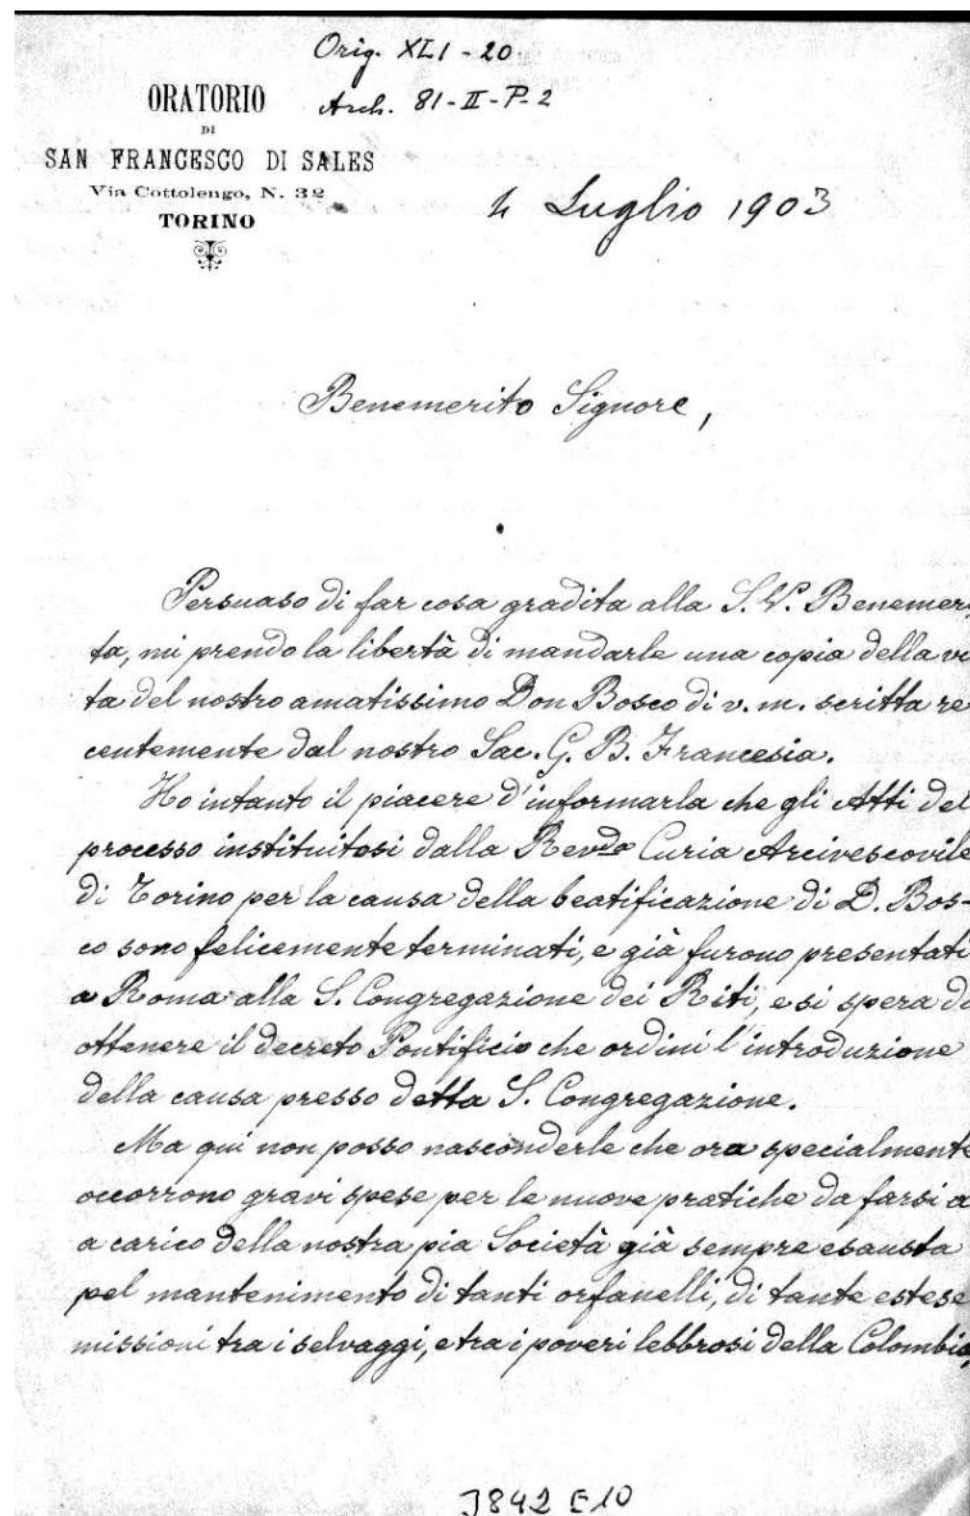 Orig. XLI - 20
Arch. 81-II-P-2
ORATORIO
DI
SAN FRANCESCO DI SALES
Via Cottolengo, N. 32
TORINO
4 Luglio 1903
Benemerito Signore,
Persuaso di far cosa gradita alla S. V. Benemeri
ta, mi prendo la libertà di mandarle una copia della vi
ta del nostro amatissimo Don Bosco di v. m. scritta re
centemente dal nostro Sac. G. B. Francesia.
Ho intanto il piacere d'informarla che gli Atti del
processo instituitosi dalla Revda Curia Arcivescovile
di Torino per la causa della beatificazione di D. Bos-
co sono felicemente terminati, e già furono presentati
a Roma alla S. Congregazione dei Riti, e si spera di
ottenere il decreto Pontificio che ordini l'introduzione
della causa presso detta S. Congregazione.
Ma qui non posso nasconderle che ora specialmente
occorrono gravi spese per le nuove pratiche da farsi a
a carico della nostra pia Società già sempre esausta
pel mantenimento di tanti orfanelli, di tante estese
missioni tra i selvaggi, e tra i poveri lebbrosi della Colombia,
3842 E10